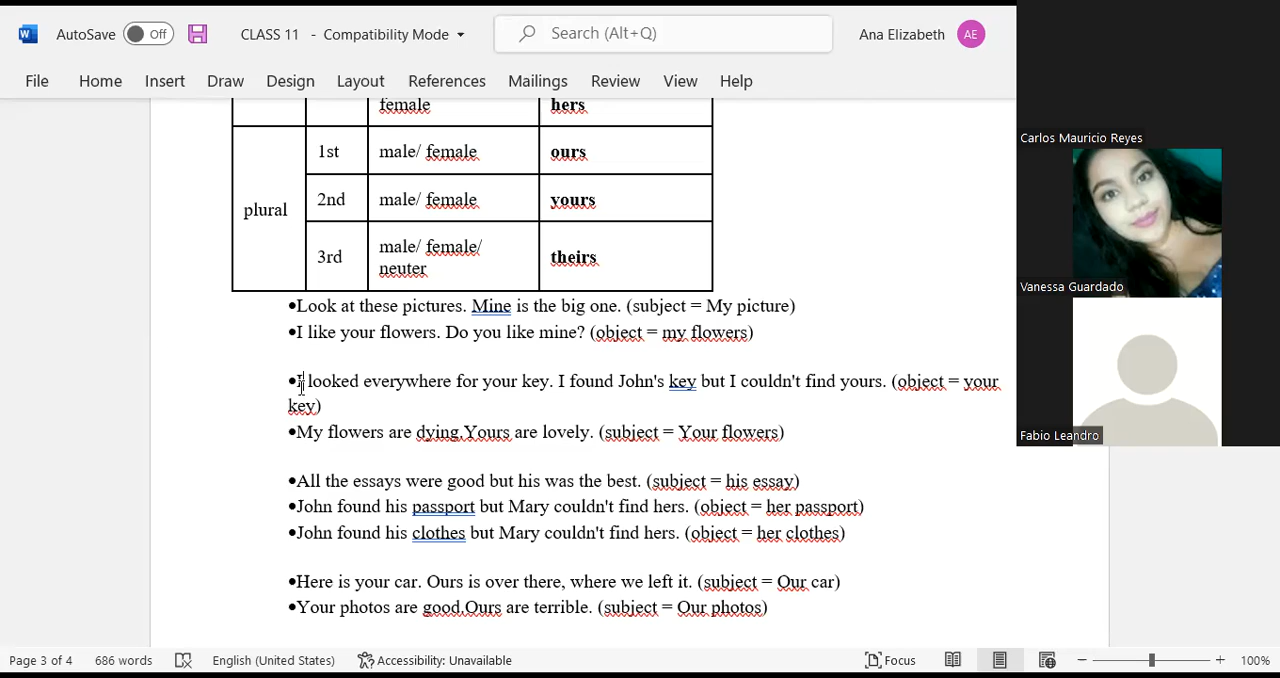 AutoSave Off CLASS 11 - Compatibility Mode Search (Alt+Q) Ana Elizabeth AE
File Home Insert Draw Design Layout References Mailings Review View Help
female hers
plural
1st male/ female ours
2nd male/ female yours
3rd male/ female/ theirs
neuter
•Look at these pictures. Mine is the big one. (subject = My picture)
•I like your flowers. Do you like mine? (object = my flowers)
•I looked everywhere for your key. I found John's key but I couldn't find yours. (object = your
key)
•My flowers are dying.Yours are lovely. (subject = Your flowers)
•All the essays were good but his was the best. (subject = his essay)
•John found his passport but Mary couldn't find hers. (object = her passport)
•John found his clothes but Mary couldn't find hers. (object = her clothes)
•Here is your car. Ours is over there, where we left it. (subject = Our car)
•Your photos are good.Ours are terrible. (subject = Our photos)
Carlos Mauricio Reyes
Vanessa Guardado
Fabio Leandro
Page 3 of 4 686 words English (United States) Accessibility: Unavailable Focus 100%